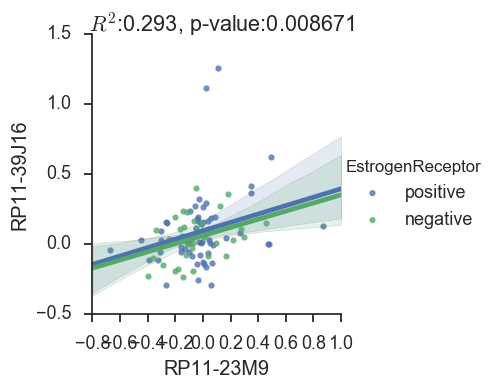 R²:0.293, p-value:0.008671
1.5
1.0
0.5
0.0
−0.5
RP11-39J16
EstrogenReceptor
positive
negative
−0.8−0.6−0.4−0.20.0 0.2 0.4 0.6 0.8 1.0
RP11-23M9